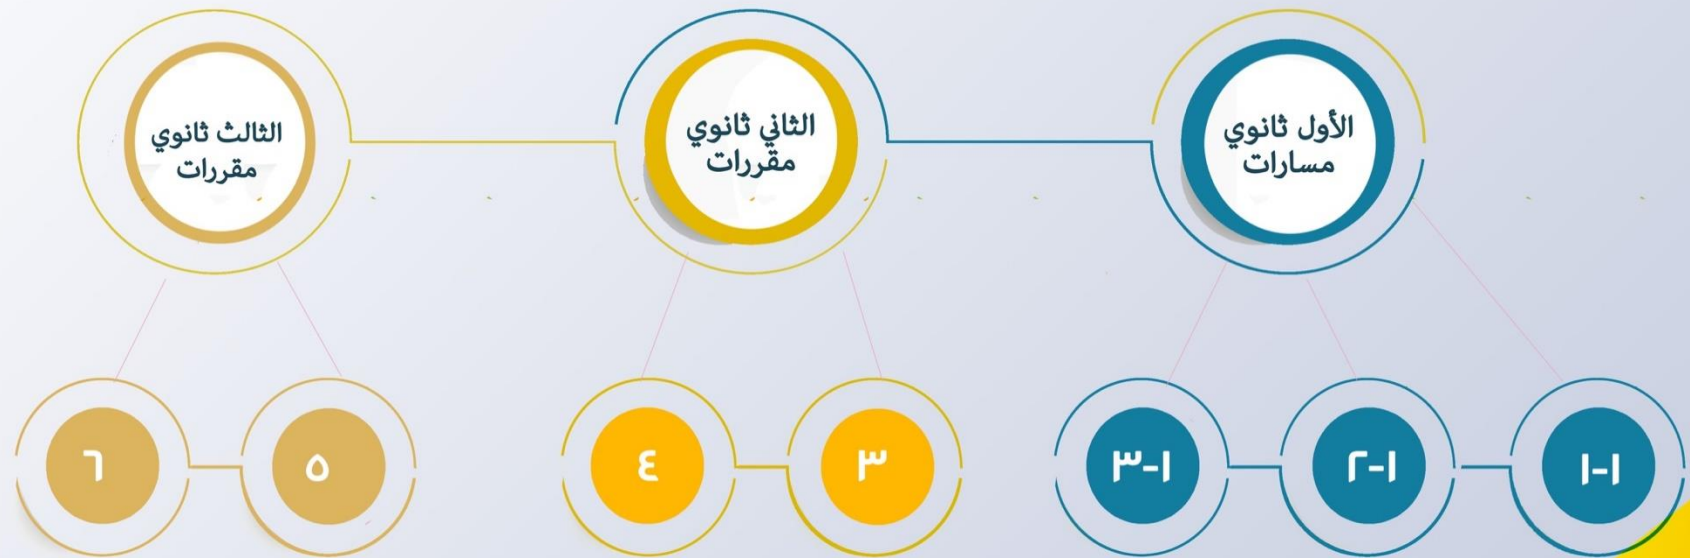 الأول ثانوي
مسارات
الثاني ثانوي
مقررات
الثالث ثانوي
مقررات
١-١
١-٢
١-٣
٣
٤
٥
٦